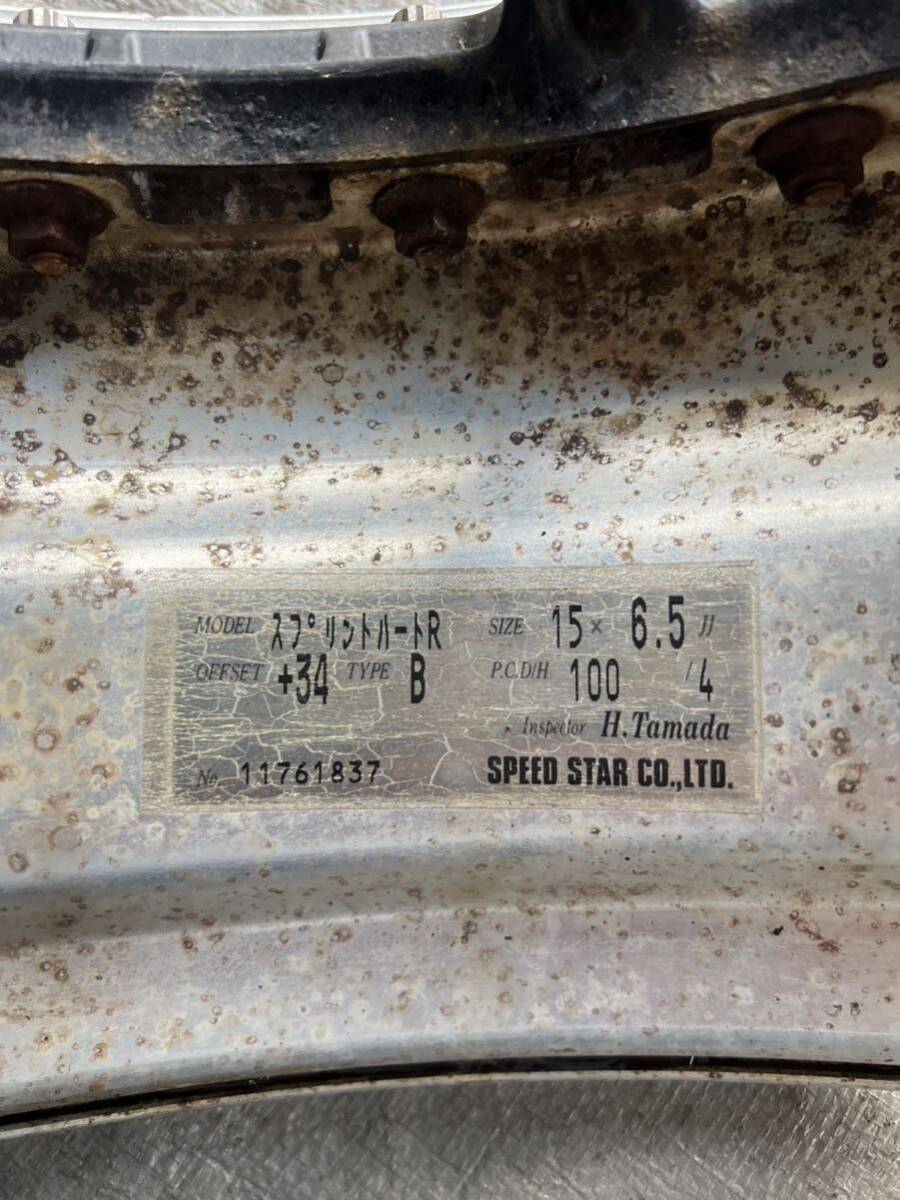 MODEL スプリントハートR SIZE 15 × 6.5 JJ
OFFSET +34 TYPE B P.C.D/H 100 / 4
Inspector H.Tamada
No. 11761837 SPEED STAR CO.,LTD.